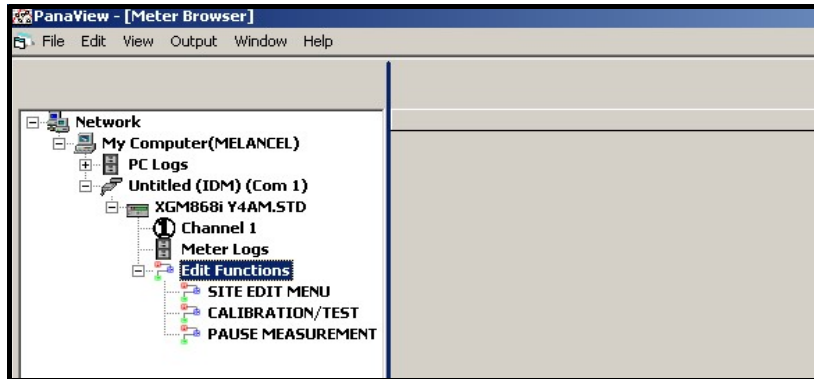 PanaView - [Meter Browser]
File Edit View Output Window Help
Network
My Computer(MELANCEL)
PC Logs
Untitled (IDM) (Com 1)
XGM868i Y4AM.STD
1 Channel 1
Meter Logs
Edit Functions
SITE EDIT MENU
CALIBRATION/TEST
PAUSE MEASUREMENT